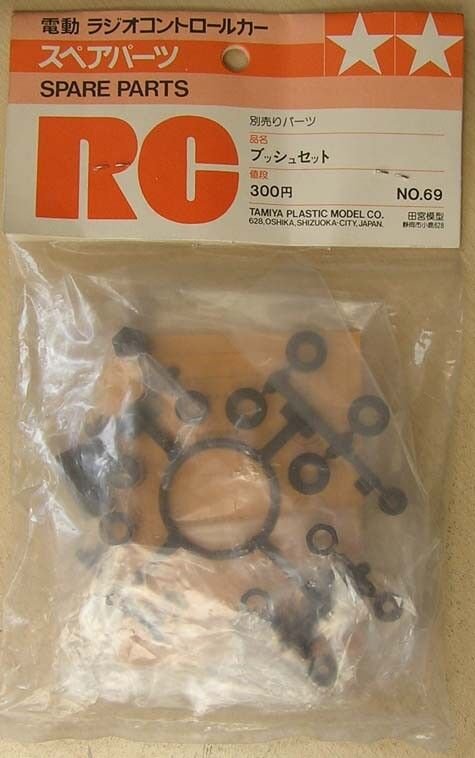 電動 ラジオコントロールカー
スペアパーツ
SPARE PARTS
RC
別売りパーツ
品名
ブッシュセット
値段
300円
NO.69
TAMIYA PLASTIC MODEL CO.
628, OSHIKA, SHIZUOKA-CITY, JAPAN.
田宮模型
静岡市小鹿628